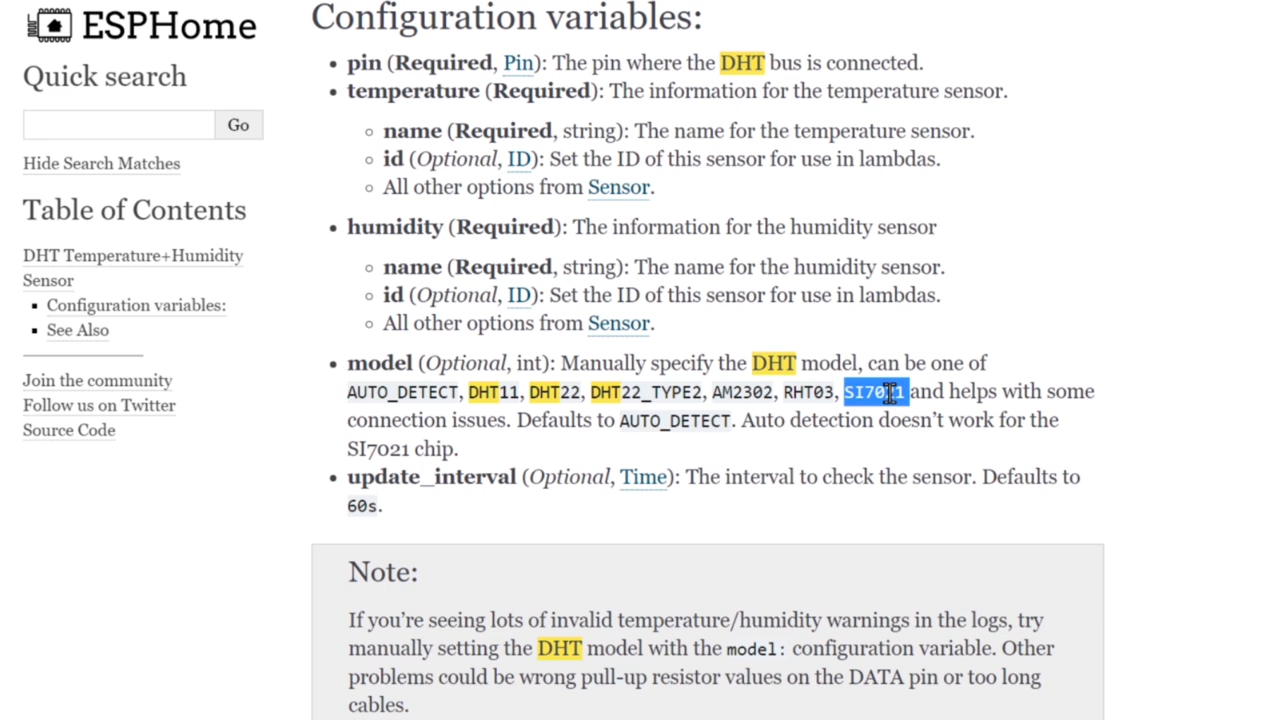 ESPHome
Quick search
Go
Hide Search Matches
Table of Contents
DHT Temperature+Humidity
Sensor
Configuration variables:
See Also
Join the community
Follow us on Twitter
Source Code
Configuration variables:
pin (Required, Pin): The pin where the DHT bus is connected.
temperature (Required): The information for the temperature sensor.
name (Required, string): The name for the temperature sensor.
id (Optional, ID): Set the ID of this sensor for use in lambdas.
All other options from Sensor.
humidity (Required): The information for the humidity sensor
name (Required, string): The name for the humidity sensor.
id (Optional, ID): Set the ID of this sensor for use in lambdas.
All other options from Sensor.
model (Optional, int): Manually specify the DHT model, can be one of
AUTO_DETECT, DHT11, DHT22, DHT22_TYPE2, AM2302, RHT03, SI7021 and helps with some
connection issues. Defaults to AUTO_DETECT. Auto detection doesn’t work for the
SI7021 chip.
update_interval (Optional, Time): The interval to check the sensor. Defaults to
60s.
Note:
If you’re seeing lots of invalid temperature/humidity warnings in the logs, try
manually setting the DHT model with the model: configuration variable. Other
problems could be wrong pull-up resistor values on the DATA pin or too long
cables.